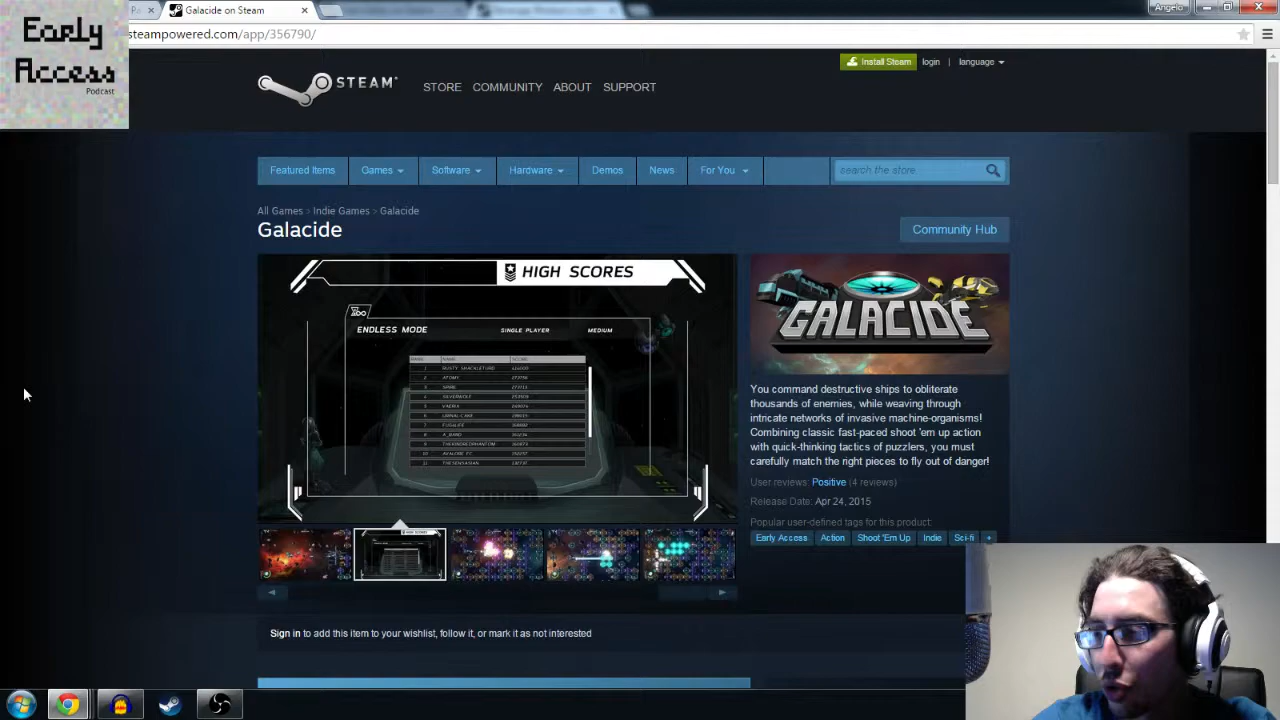 Galacide on Steam
Angelo
steampowered.com/app/356790/
Early
Access
Podcast
Install Steam
login
language
STEAM
STORE
COMMUNITY
ABOUT
SUPPORT
Featured Items
Games
Software
Hardware
Demos
News
For You
search the store
All Games > Indie Games > Galacide
Galacide
Community Hub
HIGH SCORES
ENDLESS MODE
SINGLE PLAYER
MEDIUM
RANK
NAME
SCORE
GALACIDE
You command destructive ships to obliterate
thousands of enemies, while weaving through
intricate networks of invasive machine-organisms!
Combining classic fast-paced shoot 'em up action
with quick-thinking tactics of puzzlers, you must
carefully match the right pieces to fly out of danger!
User reviews: Positive (4 reviews)
Release Date: Apr 24, 2015
Popular user-defined tags for this product:
Early Access
Action
Shoot 'Em Up
Indie
Sci-fi
+
Sign in to add this item to your wishlist, follow it, or mark it as not interested